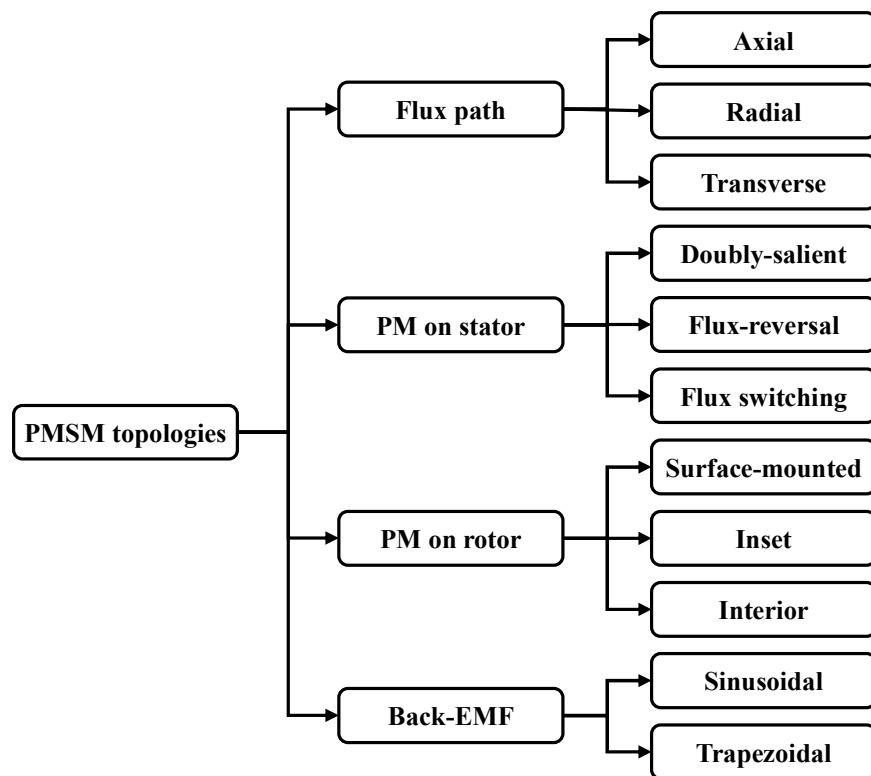 PMSM topologies
Flux path
Axial
Radial
Transverse
PM on stator
Doubly-salient
Flux-reversal
Flux switching
PM on rotor
Surface-mounted
Inset
Interior
Back-EMF
Sinusoidal
Trapezoidal